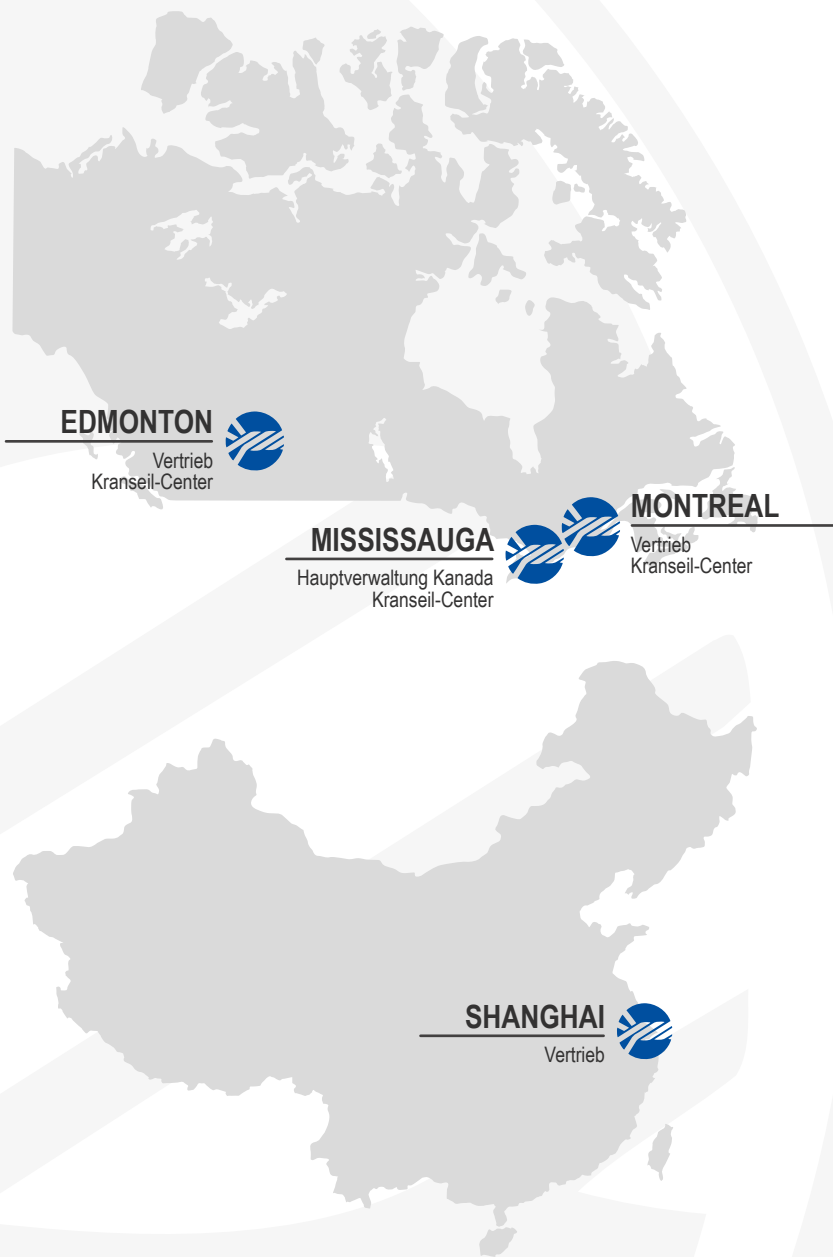 EDMONTON
Vertrieb
Kranseil-Center
MONTREAL
Vertrieb
Kranseil-Center
MISSISSAUGA
Hauptverwaltung Kanada
Kranseil-Center
SHANGHAI
Vertrieb